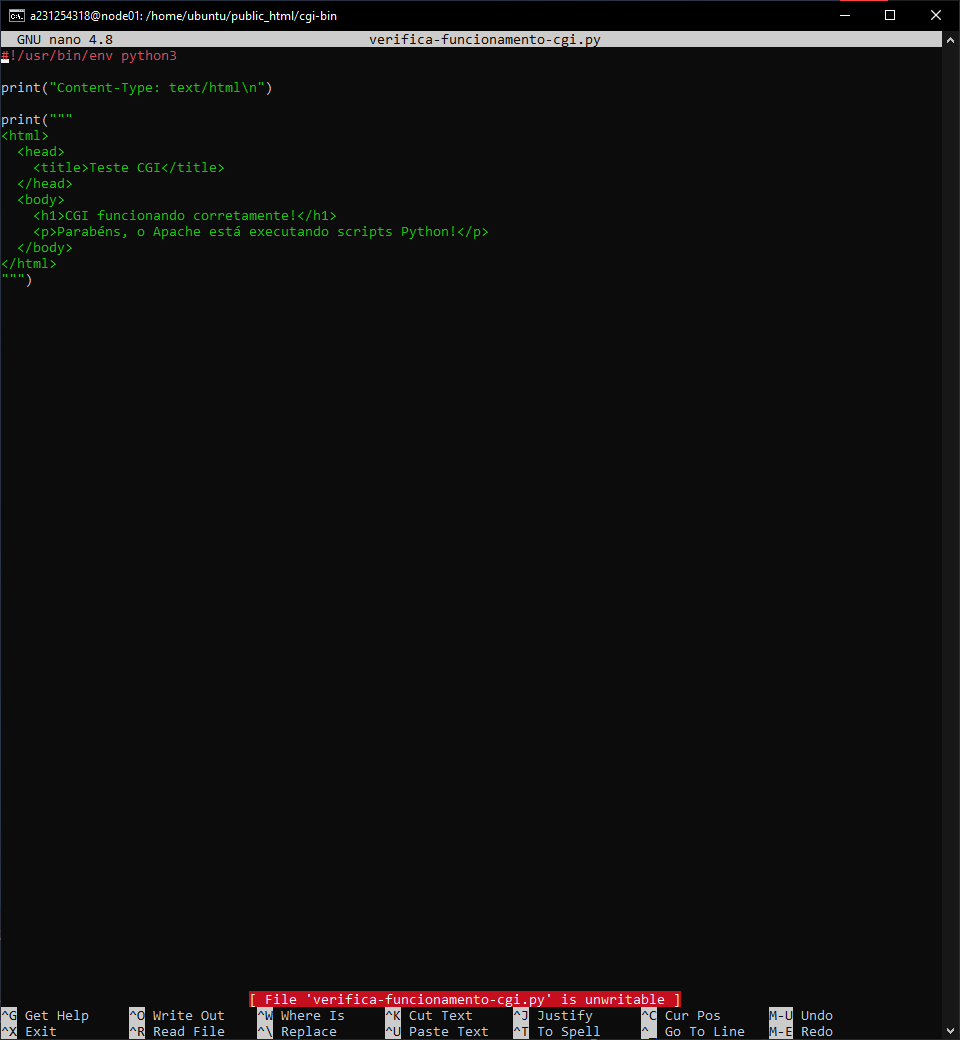 a231254318@node01: /home/ubuntu/public_html/cgi-bin
GNU nano 4.8 verifica-funcionamento-cgi.py
#!/usr/bin/env python3
print("Content-Type: text/html\n")
print("""
<html>
  <head>
    <title>Teste CGI</title>
  </head>
  <body>
    <h1>CGI funcionando corretamente!</h1>
    <p>Parabéns, o Apache está executando scripts Python!</p>
  </body>
</html>
""")
[ File 'verifica-funcionamento-cgi.py' is unwritable ]
^G Get Help ^O Write Out ^W Where Is ^K Cut Text ^J Justify ^C Cur Pos M-U Undo
^X Exit ^R Read File ^\ Replace ^U Paste Text ^T To Spell ^_ Go To Line M-E Redo